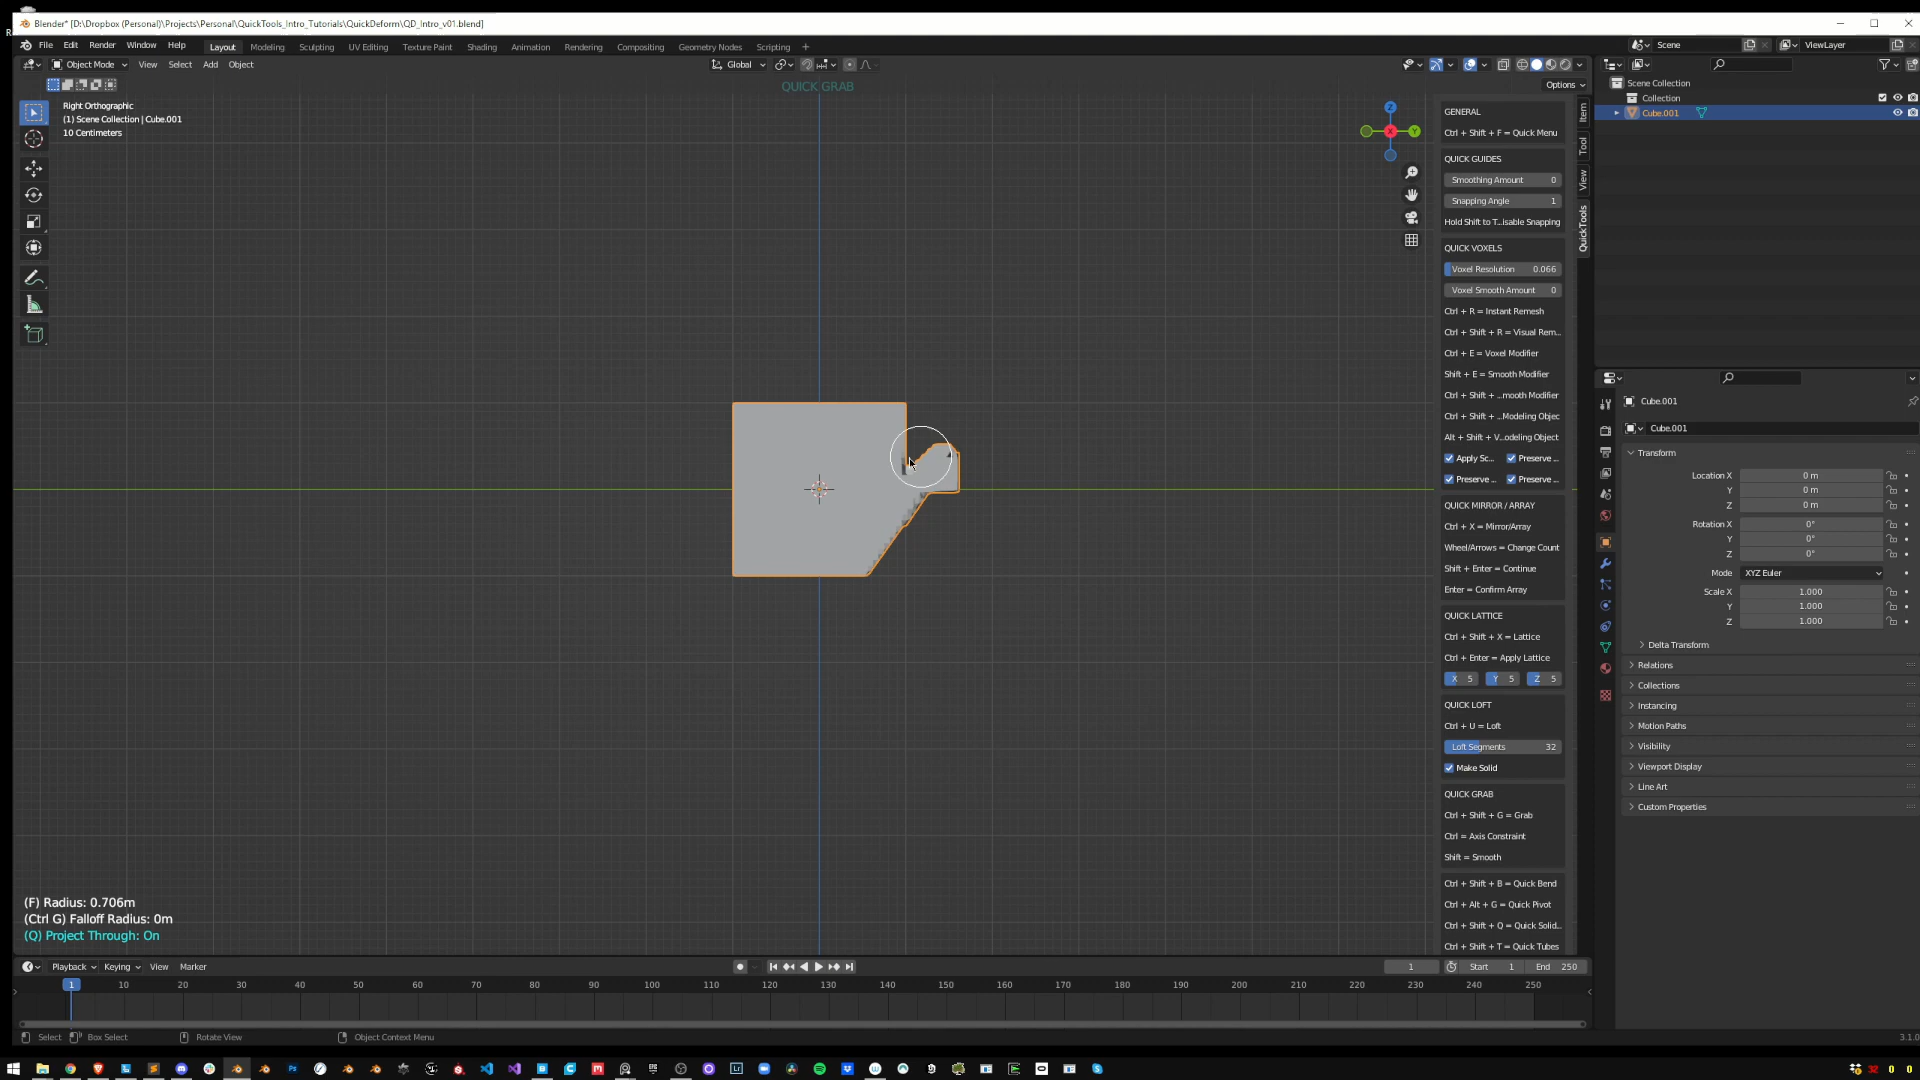 Blender* [D:\Dropbox (Personal)\Projects\Personal\QuickTools_Intro_Tutorials\QuickDeform\QD_Intro_v01.blend]
File Edit Render Window Help
Layout Modeling Sculpting UV Editing Texture Paint Shading Animation Rendering Compositing Geometry Nodes Scripting +
Scene
ViewLayer
Object Mode View Select Add Object
Global
QUICK GRAB
Options
Right Orthographic
(1) Scene Collection | Cube.001
10 Centimeters
Z
X
Y
GENERAL
Ctrl + Shift + F = Quick Menu
QUICK GUIDES
Smoothing Amount 0
Snapping Angle 1
Hold Shift to T...isable Snapping
QUICK VOXELS
Voxel Resolution 0.066
Voxel Smooth Amount 0
Ctrl + R = Instant Remesh
Ctrl + Shift + R = Visual Rem...
Ctrl + E = Voxel Modifier
Shift + E = Smooth Modifier
Ctrl + Shift + ...mooth Modifier
Ctrl + Shift + ...Modeling Objec
Alt + Shift + V...odeling Object
Apply Sc... Preserve ...
Preserve ... Preserve ...
QUICK MIRROR / ARRAY
Ctrl + X = Mirror/Array
Wheel/Arrows = Change Count
Shift + Enter = Continue
Enter = Confirm Array
QUICK LATTICE
Ctrl + Shift + X = Lattice
Ctrl + Enter = Apply Lattice
X 5 Y 5 Z 5
QUICK LOFT
Ctrl + U = Loft
Loft Segments 32
Make Solid
QUICK GRAB
Ctrl + Shift + G = Grab
Ctrl = Axis Constraint
Shift = Smooth
Ctrl + Shift + B = Quick Bend
Ctrl + Alt + G = Quick Pivot
Ctrl + Shift + Q = Quick Solid...
Ctrl + Shift + T = Quick Tubes
Item
Tool
View
QuickTools
Scene Collection
Collection
Cube.001
Cube.001
Cube.001
Transform
Location X 0 m
Y 0 m
Z 0 m
Rotation X 0°
Y 0°
Z 0°
Mode XYZ Euler
Scale X 1.000
Y 1.000
Z 1.000
Delta Transform
Relations
Collections
Instancing
Motion Paths
Visibility
Viewport Display
Line Art
Custom Properties
(F) Radius: 0.706m
(Ctrl G) Falloff Radius: 0m
(Q) Project Through: On
Playback Keying View Marker
1 Start 1 End 250
1 10 20 30 40 50 60 70 80 90 100 110 120 130 140 150 160 170 180 190 200 210 220 230 240 250
Select Box Select Rotate View Object Context Menu
3.1.0